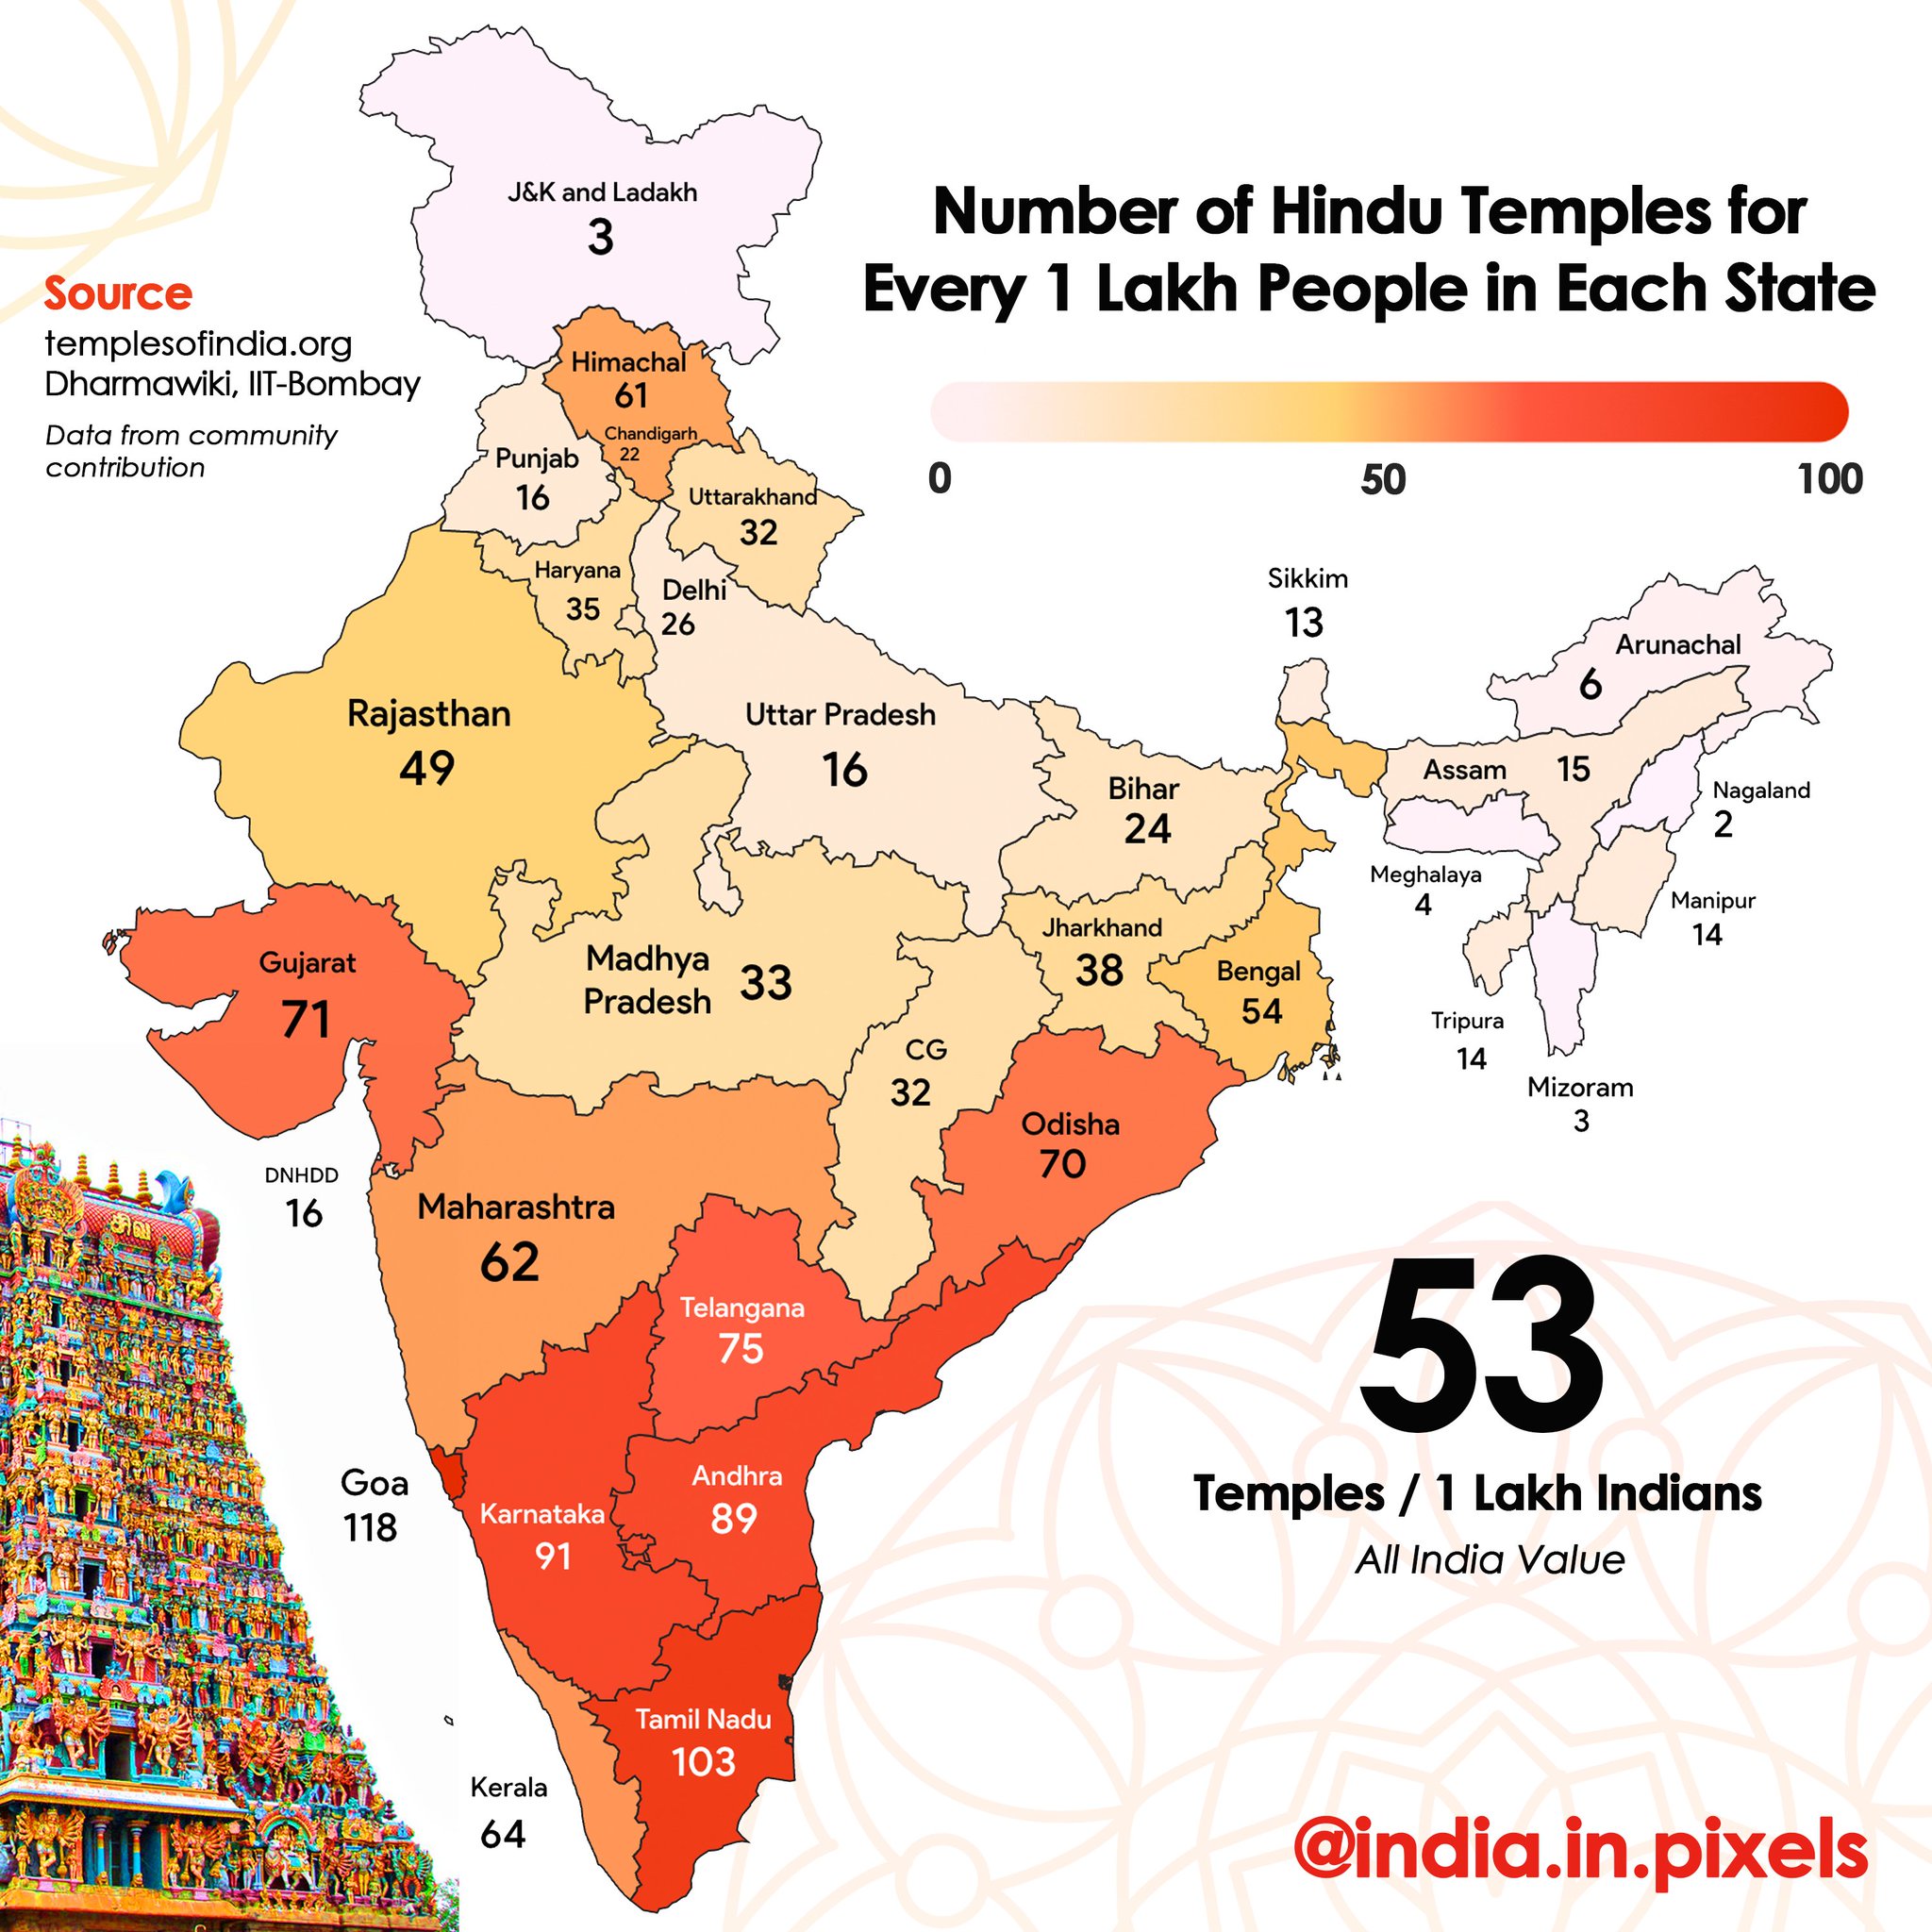 Number of Hindu Temples for
Every 1 Lakh People in Each State
0
50
100
Source
templesofindia.org
Dharmawiki, IIT-Bombay
Data from community
contribution
J&K and Ladakh
3
Himachal
61
Chandigarh
22
Punjab
16
Uttarakhand
32
Haryana
35
Delhi
26
Rajasthan
49
Uttar Pradesh
16
Bihar
24
Sikkim
13
Arunachal
6
Assam 15
Nagaland
2
Meghalaya
4
Manipur
14
Tripura
14
Mizoram
3
Gujarat
71
Madhya
Pradesh 33
Jharkhand
38
Bengal
54
CG
32
Odisha
70
DNHDD
16
Maharashtra
62
Telangana
75
Goa
118
Karnataka
91
Andhra
89
Tamil Nadu
103
Kerala
64
53
Temples / 1 Lakh Indians
All India Value
@india.in.pixels